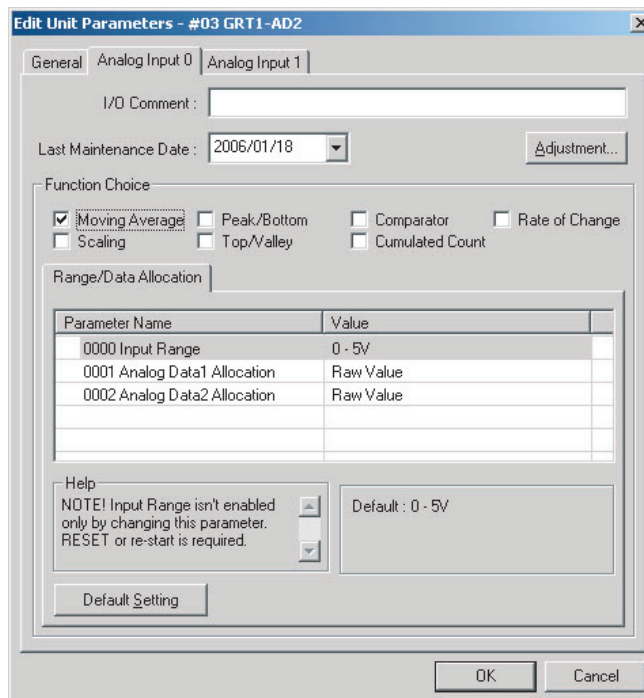 Edit Unit Parameters - #03 GRT1-AD2
General Analog Input 0 Analog Input 1
I/O Comment :
Last Maintenance Date : 2006/01/18 Adjustment...
Function Choice
Moving Average Peak/Bottom Comparator Rate of Change
Scaling Top/Valley Cumulated Count
Range/Data Allocation
Parameter Name Value
0000 Input Range 0 - 5V
0001 Analog Data1 Allocation Raw Value
0002 Analog Data2 Allocation Raw Value
Help
NOTE! Input Range isn't enabled
only by changing this parameter.
RESET or re-start is required.
Default : 0 - 5V
Default Setting
OK Cancel